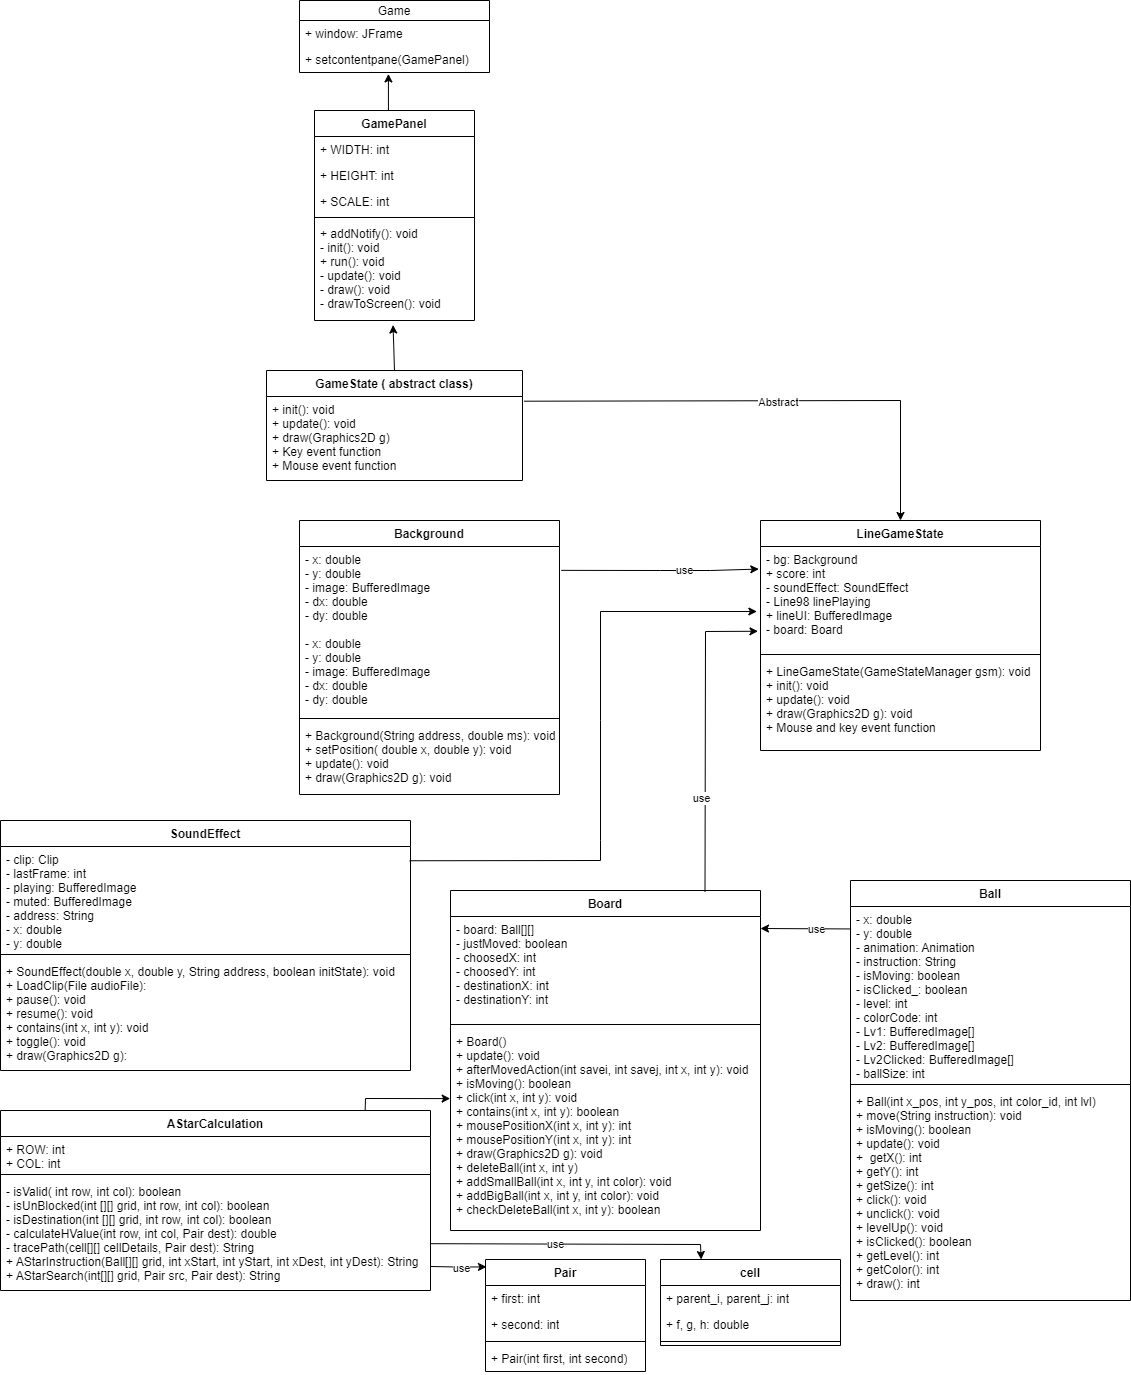 Game
+ window: JFrame
+ setcontentpane(GamePanel)
GamePanel
+ WIDTH: int
+ HEIGHT: int
+ SCALE: int
+ addNotify(): void
- init(): void
+ run(): void
- update(): void
- draw(): void
- drawToScreen(): void
GameState ( abstract class)
+ init(): void
+ update(): void
+ draw(Graphics2D g)
+ Key event function
+ Mouse event function
Abstract
Background
- x: double
- y: double
- image: BufferedImage
- dx: double
- dy: double
- x: double
- y: double
- image: BufferedImage
- dx: double
- dy: double
+ Background(String address, double ms): void
+ setPosition( double x, double y): void
+ update(): void
+ draw(Graphics2D g): void
use
LineGameState
- bg: Background
+ score: int
- soundEffect: SoundEffect
- Line98 linePlaying
+ lineUI: BufferedImage
- board: Board
+ LineGameState(GameStateManager gsm): void
+ init(): void
+ update(): void
+ draw(Graphics2D g): void
+ Mouse and key event function
use
SoundEffect
- clip: Clip
- lastFrame: int
- playing: BufferedImage
- muted: BufferedImage
- address: String
- x: double
- y: double
+ SoundEffect(double x, double y, String address, boolean initState): void
+ LoadClip(File audioFile):
+ pause(): void
+ resume(): void
+ contains(int x, int y): void
+ toggle(): void
+ draw(Graphics2D g):
Board
- board: Ball[][]
- justMoved: boolean
- choosedX: int
- choosedY: int
- destinationX: int
- destinationY: int
+ Board()
+ update(): void
+ afterMovedAction(int savei, int savej, int x, int y): void
+ isMoving(): boolean
+ click(int x, int y): void
+ contains(int x, int y): boolean
+ mousePositionX(int x, int y): int
+ mousePositionY(int x, int y): int
+ draw(Graphics2D g): void
+ deleteBall(int x, int y)
+ addSmallBall(int x, int y, int color): void
+ addBigBall(int x, int y, int color): void
+ checkDeleteBall(int x, int y): boolean
use
Ball
- x: double
- y: double
- animation: Animation
- instruction: String
- isMoving: boolean
- isClicked_: boolean
- level: int
- colorCode: int
- Lv1: BufferedImage[]
- Lv2: BufferedImage[]
- Lv2Clicked: BufferedImage[]
- ballSize: int
+ Ball(int x_pos, int y_pos, int color_id, int lvl)
+ move(String instruction): void
+ isMoving(): boolean
+ update(): void
+ getX(): int
+ getY(): int
+ getSize(): int
+ click(): void
+ unclick(): void
+ levelUp(): void
+ isClicked(): boolean
+ getLevel(): int
+ getColor(): int
+ draw(): int
AStarCalculation
+ ROW: int
+ COL: int
- isValid( int row, int col): boolean
- isUnBlocked(int [][] grid, int row, int col): boolean
- isDestination(int [][] grid, int row, int col): boolean
- calculateHValue(int row, int col, Pair dest): double
- tracePath(cell[][] cellDetails, Pair dest): String
+ AStarInstruction(Ball[][] grid, int xStart, int yStart, int xDest, int yDest): String
+ AStarSearch(int[][] grid, Pair src, Pair dest): String
use
use
Pair
+ first: int
+ second: int
+ Pair(int first, int second)
cell
+ parent_i, parent_j: int
+ f, g, h: double